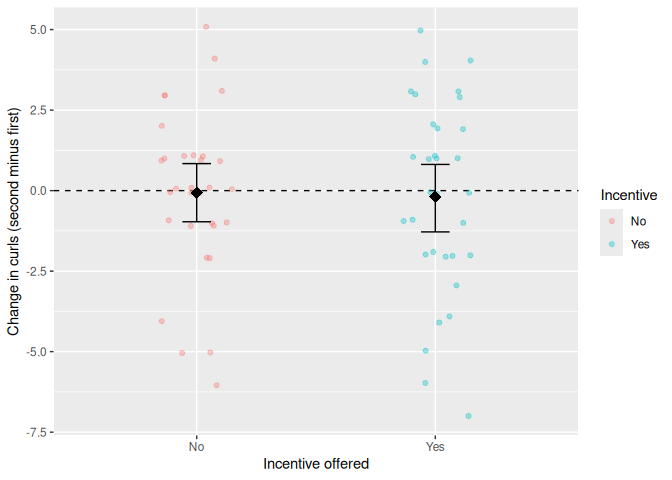 Change in curls (second minus first)
5.0
2.5
0.0
-2.5
-5.0
-7.5
No
Yes
Incentive offered
Incentive
No
Yes